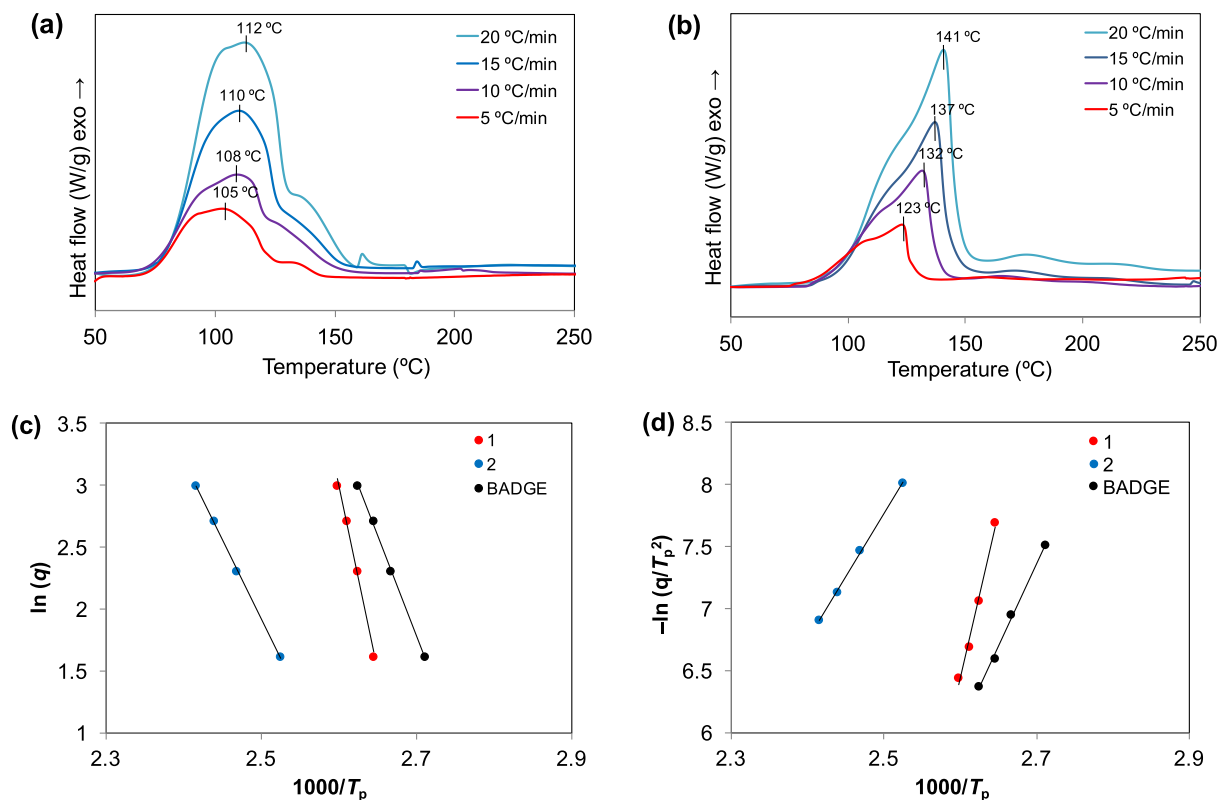 (a)
112 ºC
110 ºC
108 ºC
105 ºC
20 ºC/min
15 ºC/min
10 ºC/min
5 ºC/min
Heat flow (W/g) exo →
50
100
150
200
250
Temperature (ºC)
(b)
141 ºC
137 ºC
132 ºC
123 ºC
20 ºC/min
15 ºC/min
10 ºC/min
5 ºC/min
Heat flow (W/g) exo →
50
100
150
200
250
Temperature (ºC)
(c)
3.5
3
2.5
2
1.5
1
ln (q)
1
2
BADGE
2.3
2.5
2.7
2.9
1000/Tp
(d)
8.5
8
7.5
7
6.5
6
–ln (q/Tp²)
1
2
BADGE
2.3
2.5
2.7
2.9
1000/Tp